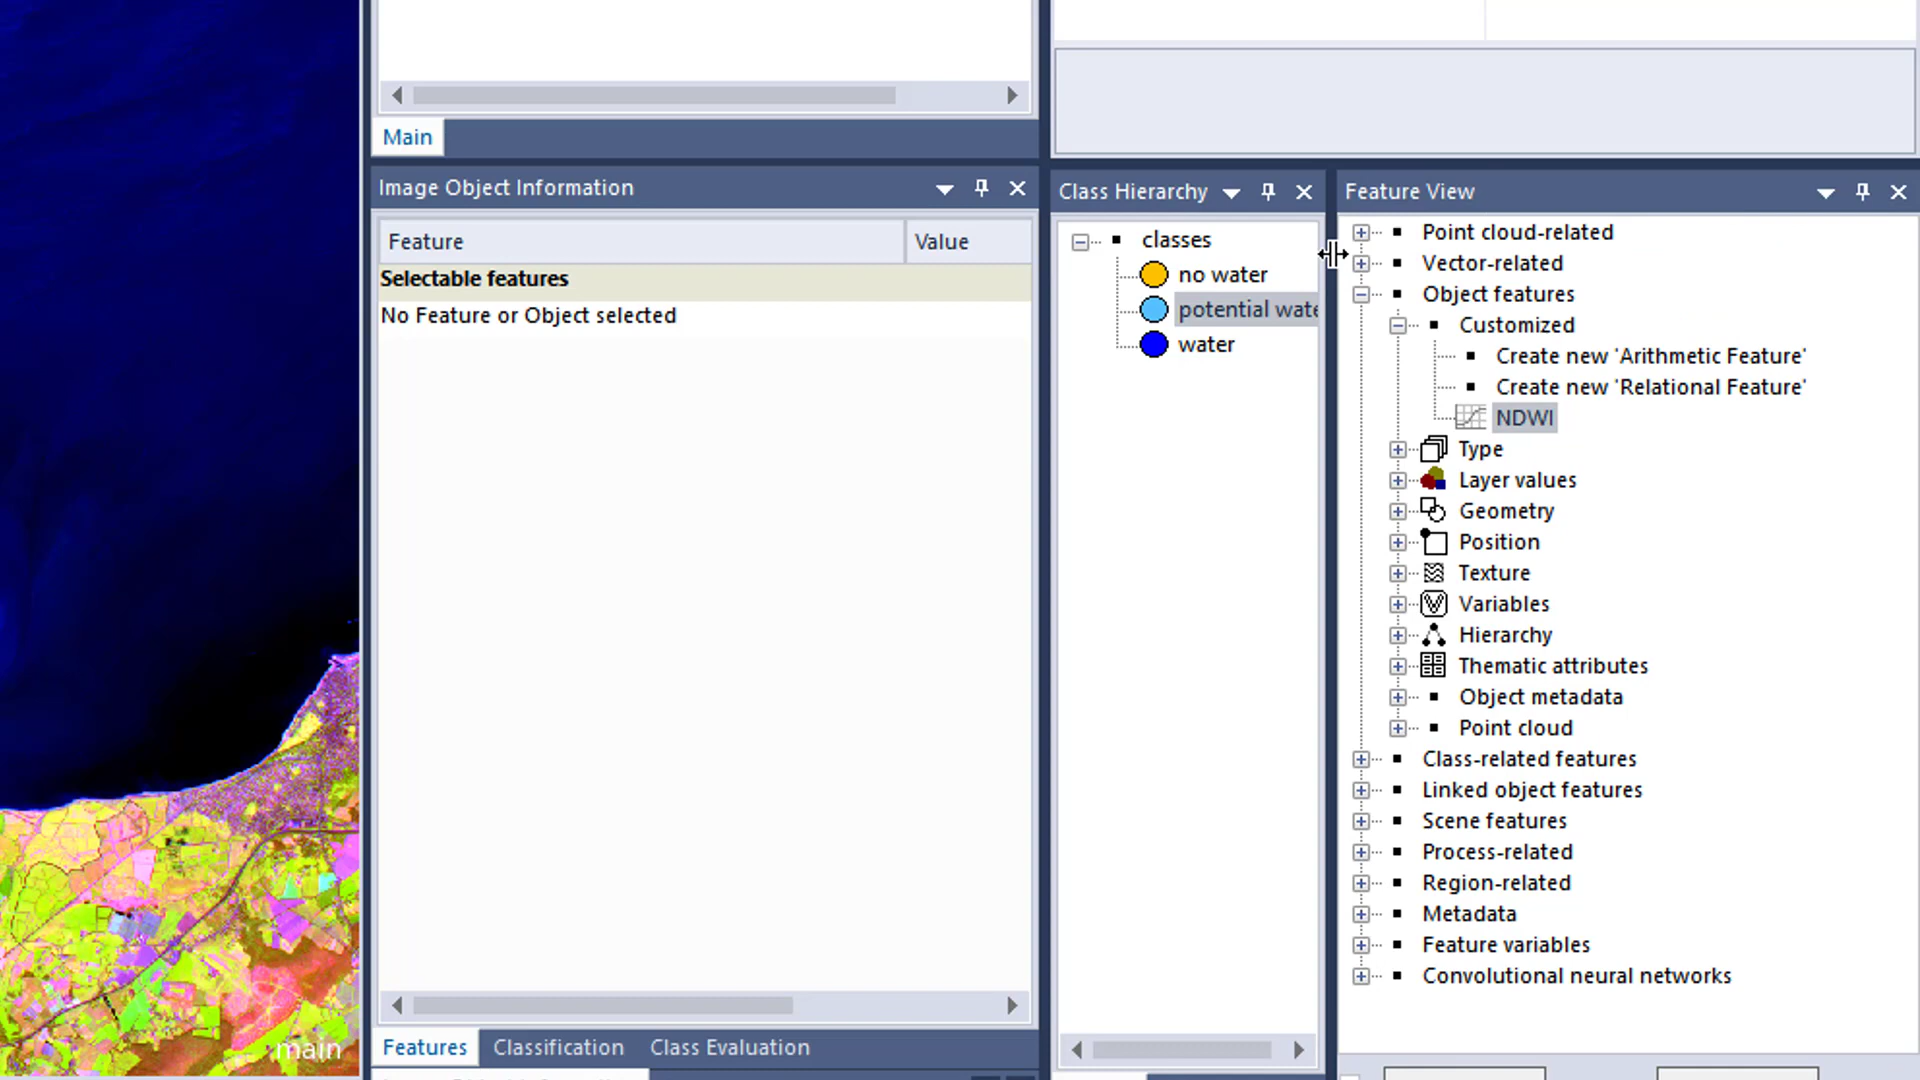 Main
Image Object Information
Feature
Value
Selectable features
No Feature or Object selected
Features
Classification
Class Evaluation
main
Class Hierarchy
classes
no water
potential wate
water
Feature View
Point cloud-related
Vector-related
Object features
Customized
Create new 'Arithmetic Feature'
Create new 'Relational Feature'
NDWI
Type
Layer values
Geometry
Position
Texture
Variables
Hierarchy
Thematic attributes
Object metadata
Point cloud
Class-related features
Linked object features
Scene features
Process-related
Region-related
Metadata
Feature variables
Convolutional neural networks